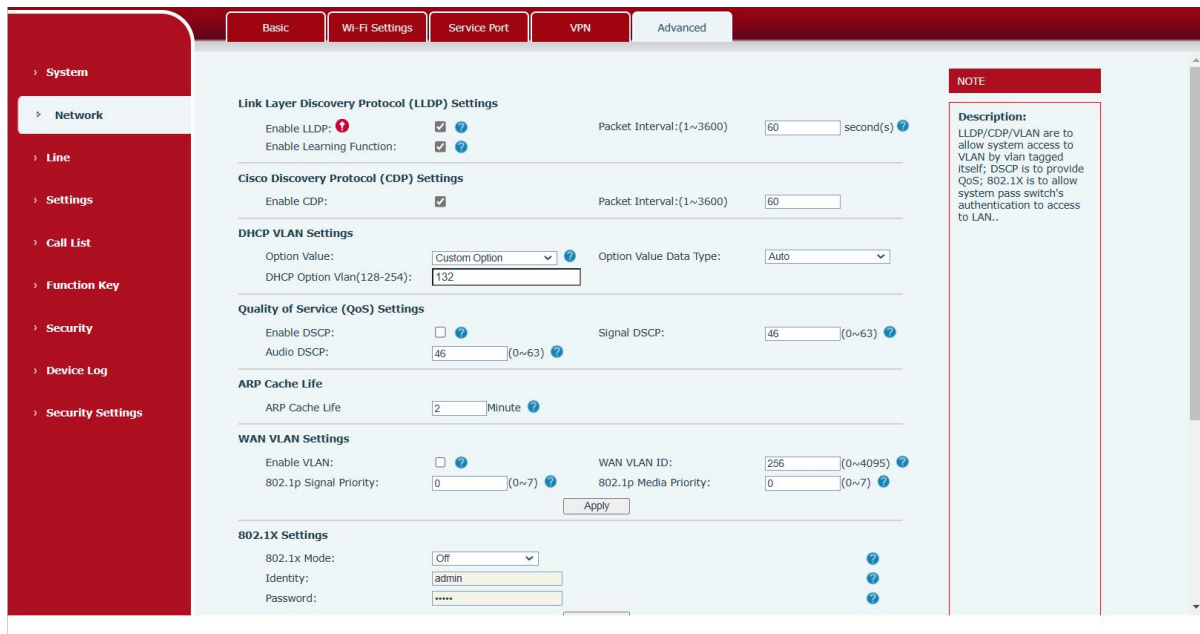 Basic Wi-Fi Settings Service Port VPN Advanced
› System
› Network
› Line
› Settings
› Call List
› Function Key
› Security
› Device Log
› Security Settings
Link Layer Discovery Protocol (LLDP) Settings
Enable LLDP: Packet Interval:(1~3600) 60 second(s)
Enable Learning Function:
Cisco Discovery Protocol (CDP) Settings
Enable CDP: Packet Interval:(1~3600) 60
DHCP VLAN Settings
Option Value: Custom Option Option Value Data Type: Auto
DHCP Option Vlan(128-254): 132
Quality of Service (QoS) Settings
Enable DSCP: Signal DSCP: 46 (0~63)
Audio DSCP: 46 (0~63)
ARP Cache Life
ARP Cache Life 2 Minute
WAN VLAN Settings
Enable VLAN: WAN VLAN ID: 256 (0~4095)
802.1p Signal Priority: 0 (0~7) 802.1p Media Priority: 0 (0~7)
Apply
802.1X Settings
802.1x Mode: Off
Identity: admin
Password: •••••
NOTE
Description:
LLDP/CDP/VLAN are to
allow system access to
VLAN by vlan tagged
itself; DSCP is to provide
QoS; 802.1X is to allow
system pass switch's
authentication to access
to LAN..